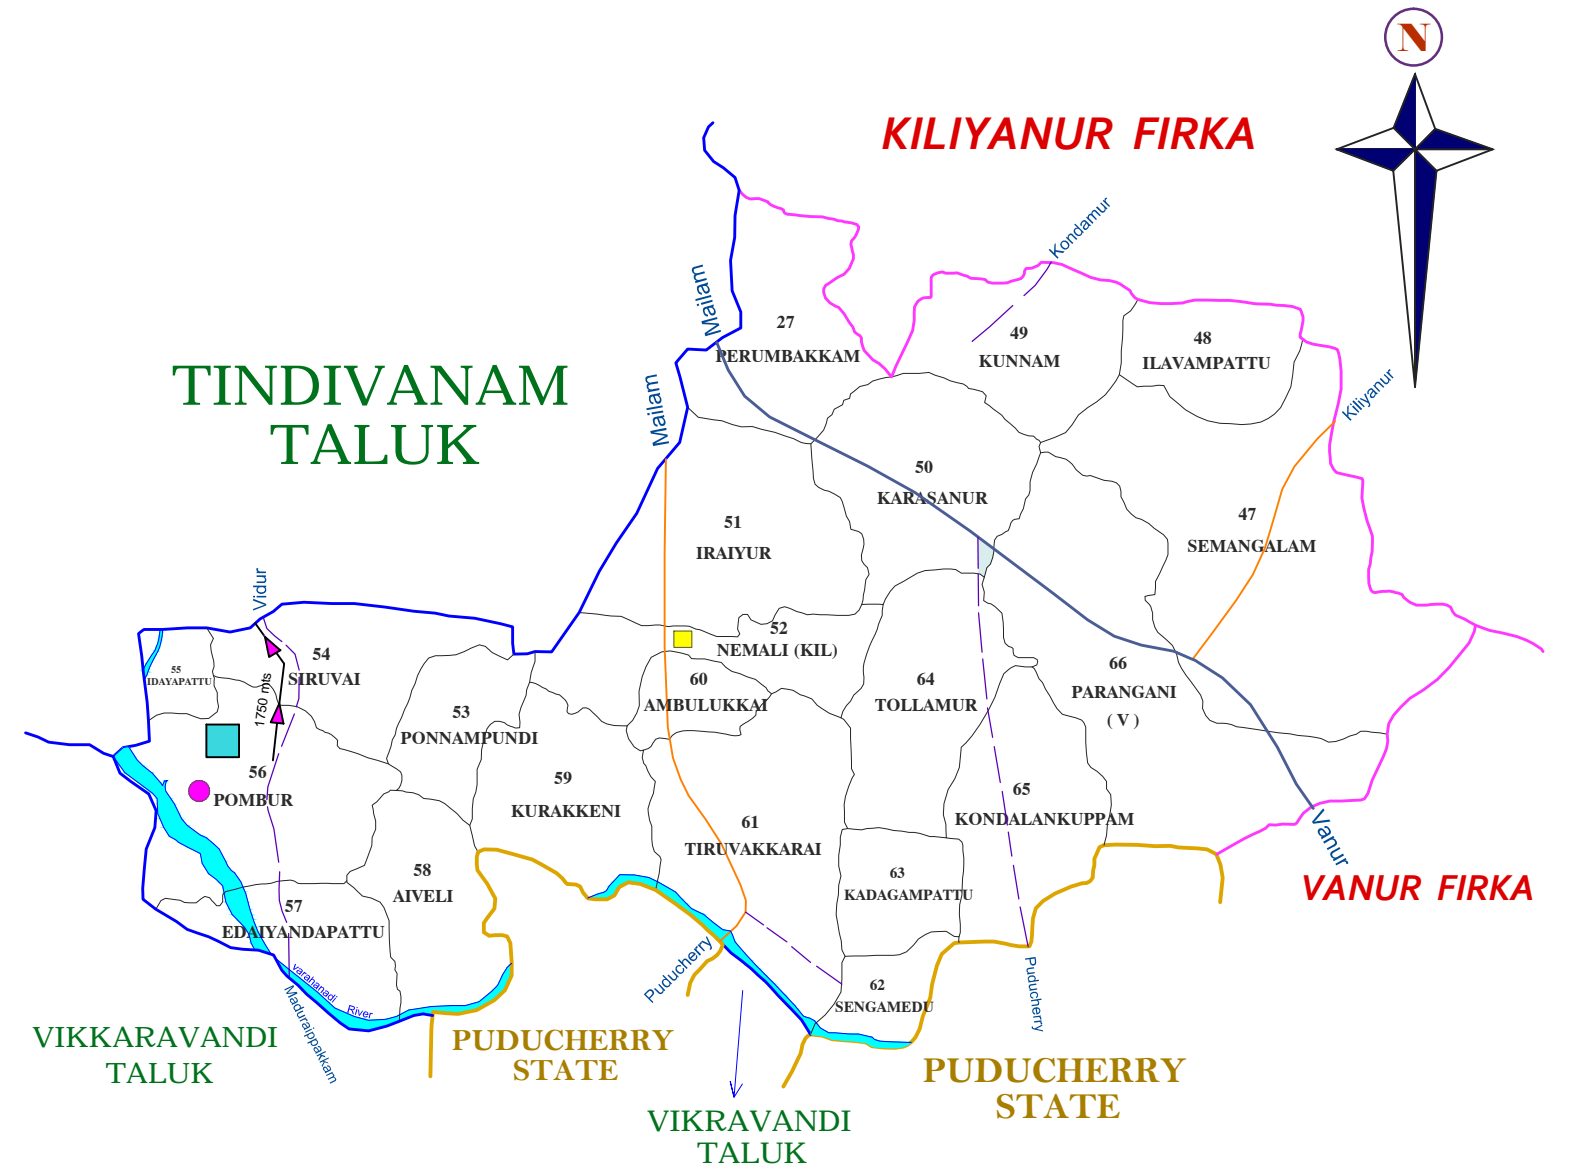 N
KILIYANUR FIRKA
Kondamur
Mailam
27
PERUMBAKKAM
49
KUNNAM
48
ILAVAMPATTU
TINDIVANAM
TALUK
Mailam
Kiliyanur
50
KARASANUR
51
IRAIYUR
47
SEMANGALAM
Vidur
52
NEMALI (KIL)
54
SIRUVAI
55
IDAYAPATTU
1750 mts
60
AMBULUKKAI
64
TOLLAMUR
66
PARANGANI
( V )
53
PONNAMPUNDI
56
POMBUR
59
KURAKKENI
61
TIRUVAKKARAI
65
KONDALANKUPPAM
Vanur
58
AIVELI
63
KADAGAMPATTU
VANUR FIRKA
57
EDAIYANDAPATTU
Puducherry
varahanadi
River
Maduraippakkam
62
SENGAMEDU
Puducherry
VIKKARAVANDI
TALUK
PUDUCHERRY
STATE
PUDUCHERRY
STATE
VIKRAVANDI
TALUK